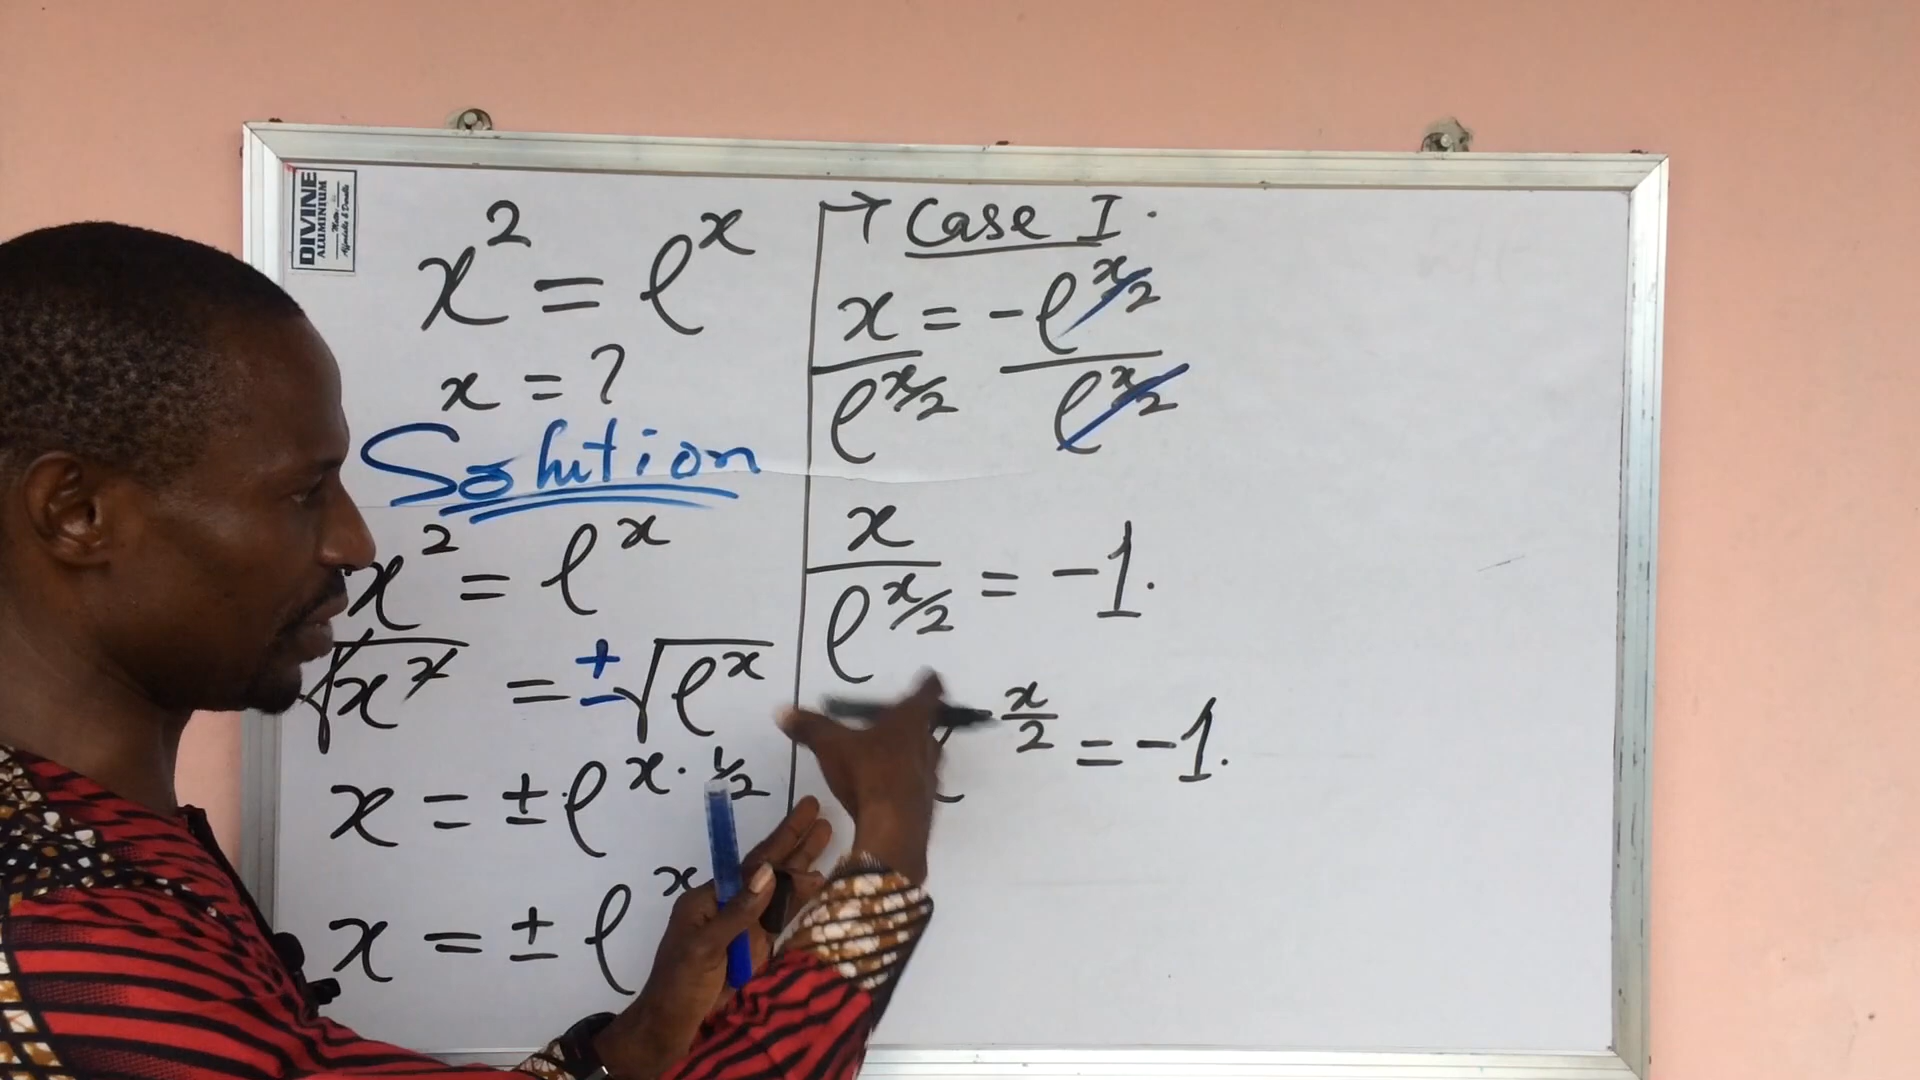 DIVINE
ALUMINIUM
x² = e^x
x = ?
Solution
x² = e^x
√x² = ±√e^x
x = ±e^x·1/2
x = ± e^x
→ Case I.
x = -e^x/2
e^x/2 e^x/2
x/e^x/2 = -1.
-x/2 = -1.